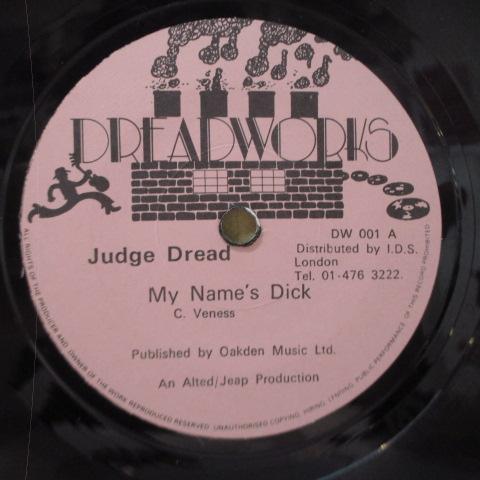 DREADWORKS
DW 001 A
Judge Dread
Distributed by I.D.S.
London
Tel. 01-476 3222.
My Name's Dick
C. Veness
Published by Oakden Music Ltd.
An Alted/Jeap Production
ALL RIGHTS OF THE PRODUCER AND OWNER OF THE WORK REPRODUCED RESERVED. UNAUTHORISED COPYING, HIRING, LENDING, PUBLIC PERFORMANCE OF THIS RECORD PROHIBITED